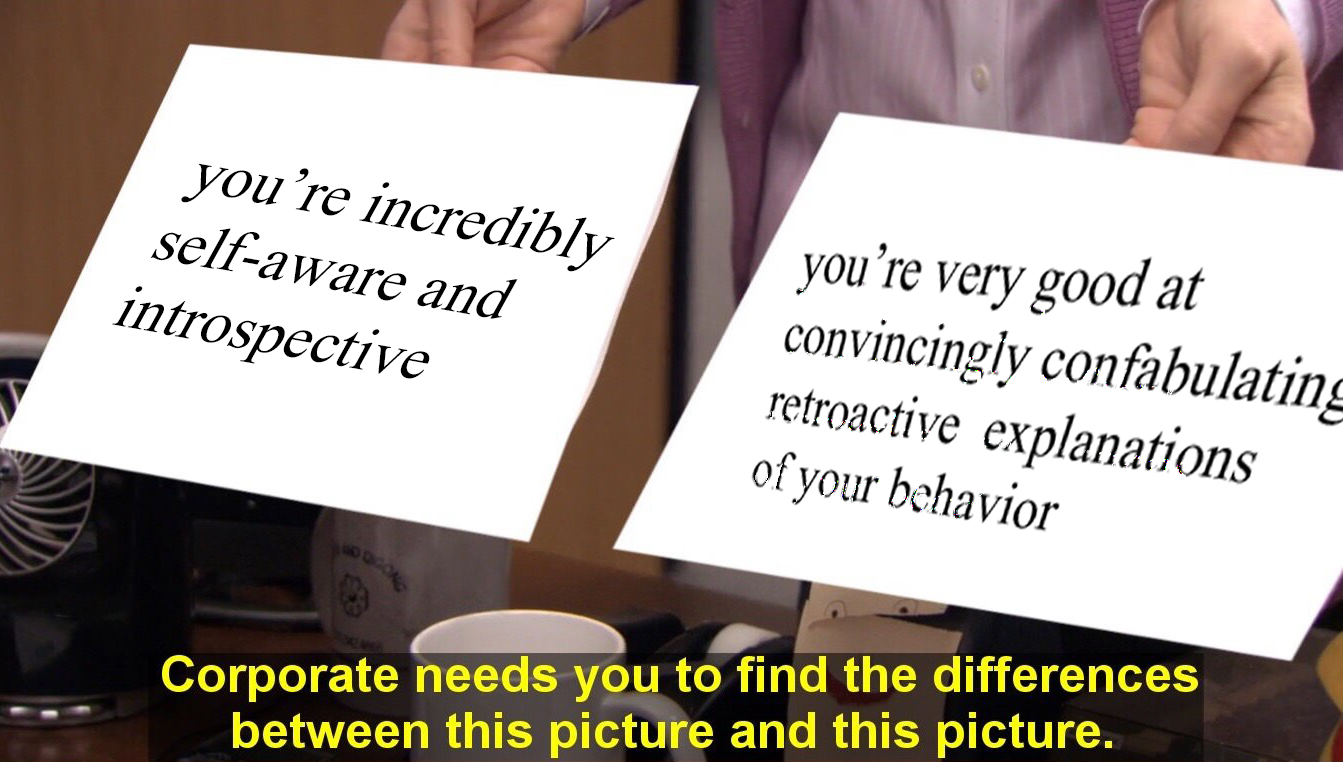 you’re incredibly
self-aware and
introspective
you’re very good at
convincingly confabulating
retroactive explanations
of your behavior
Corporate needs you to find the differences
between this picture and this picture.